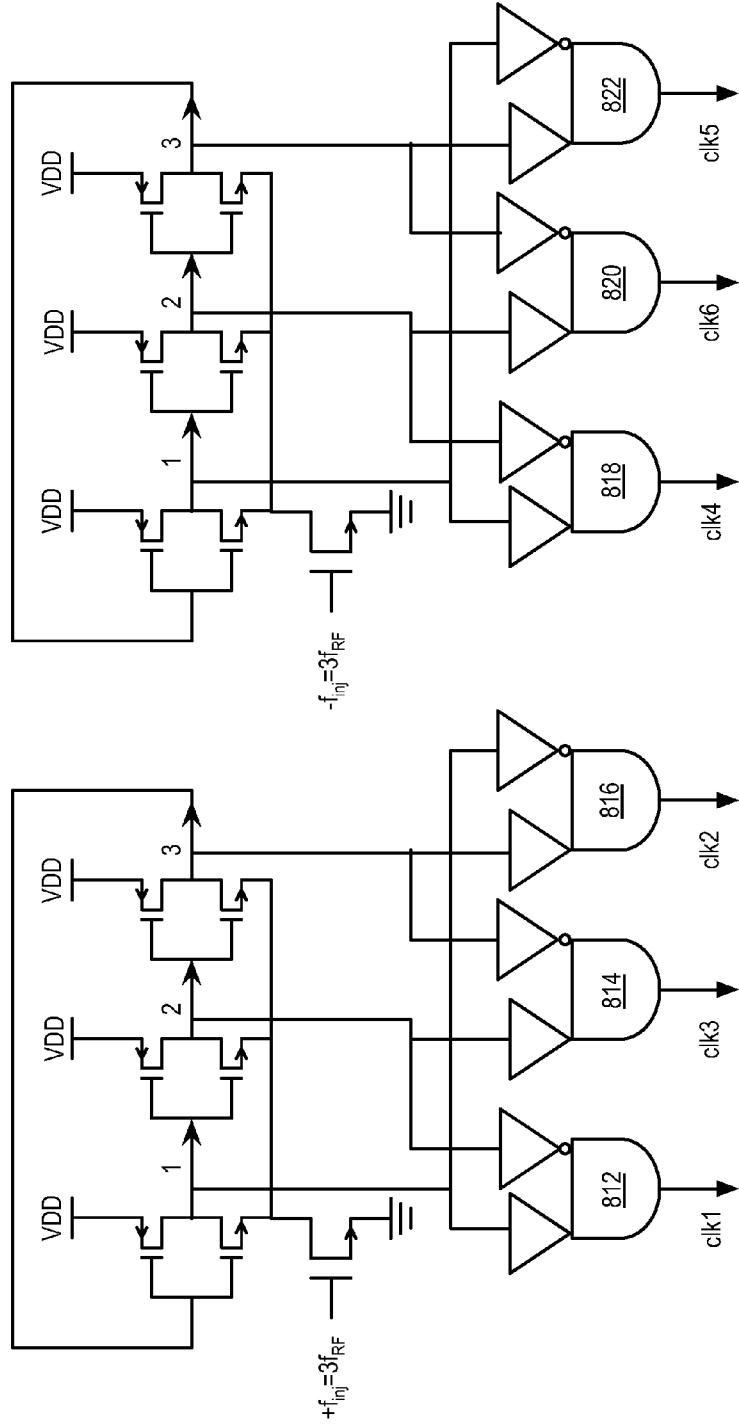 VDD
VDD
VDD
1
2
3
+f_inj=3f_RF
812
814
816
clk1
clk3
clk2
VDD
VDD
VDD
1
2
3
-f_inj=3f_RF
818
820
822
clk4
clk6
clk5